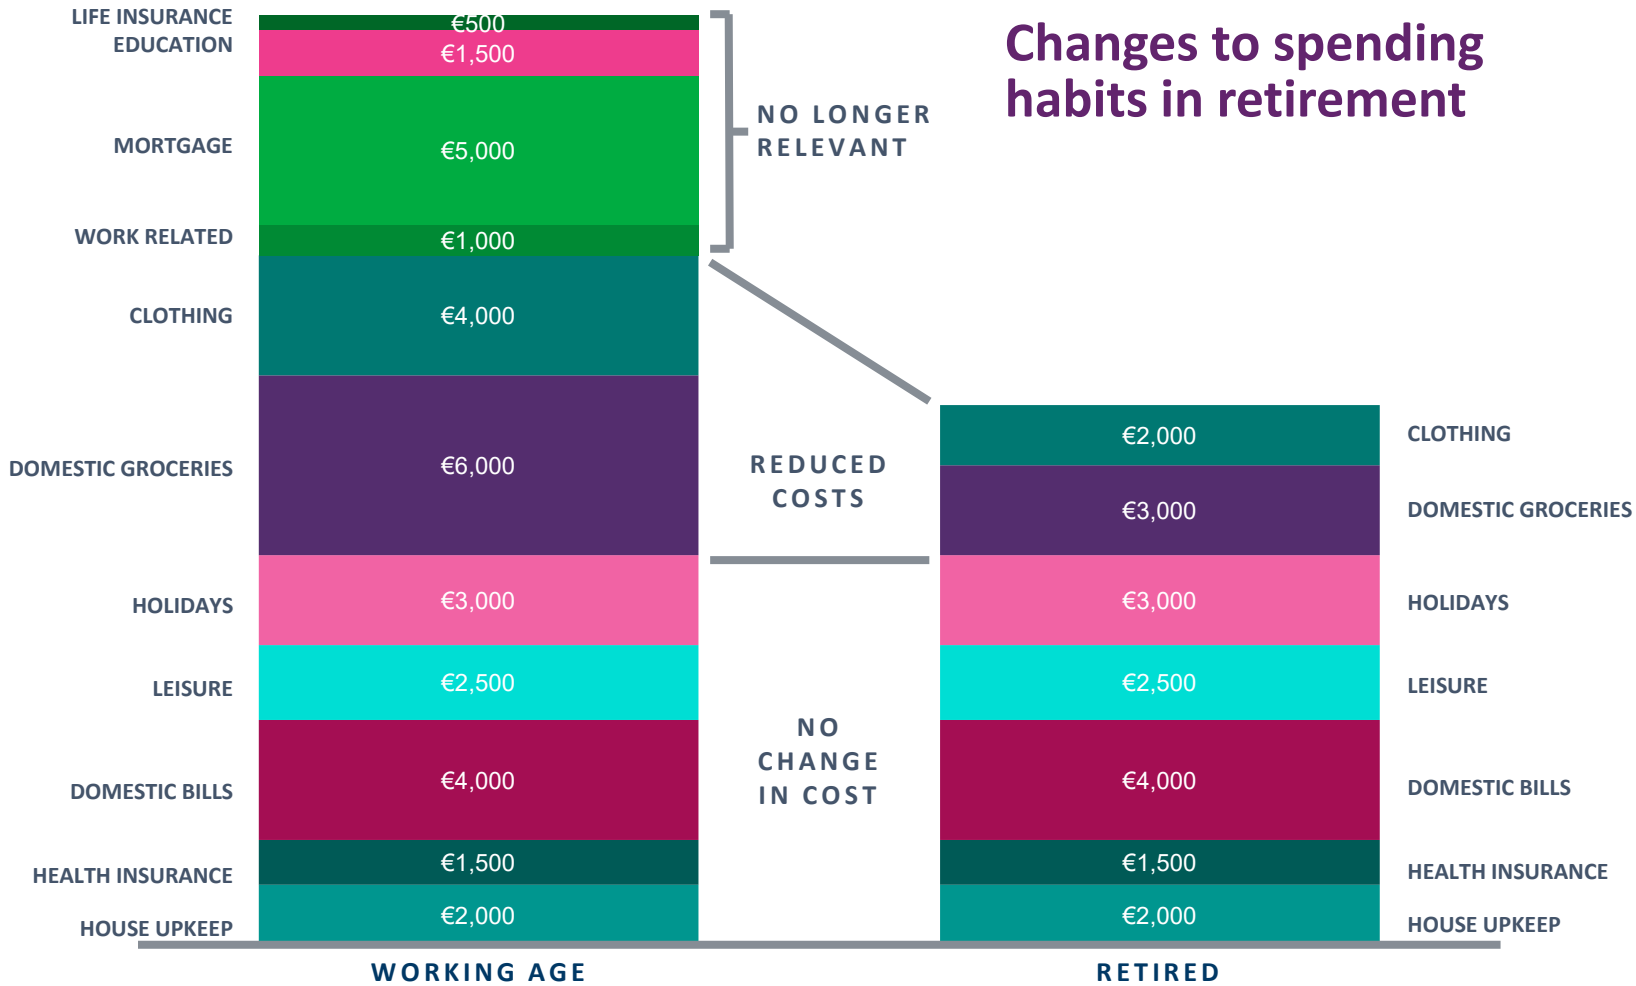 Changes to spending
habits in retirement
LIFE INSURANCE
EDUCATION
MORTGAGE
WORK RELATED
CLOTHING
DOMESTIC GROCERIES
HOLIDAYS
LEISURE
DOMESTIC BILLS
HEALTH INSURANCE
HOUSE UPKEEP
€500
€1,500
€5,000
€1,000
€4,000
€6,000
€3,000
€2,500
€4,000
€1,500
€2,000
NO LONGER
RELEVANT
REDUCED
COSTS
NO
CHANGE
IN COST
€2,000
€3,000
€3,000
€2,500
€4,000
€1,500
€2,000
CLOTHING
DOMESTIC GROCERIES
HOLIDAYS
LEISURE
DOMESTIC BILLS
HEALTH INSURANCE
HOUSE UPKEEP
WORKING AGE
RETIRED